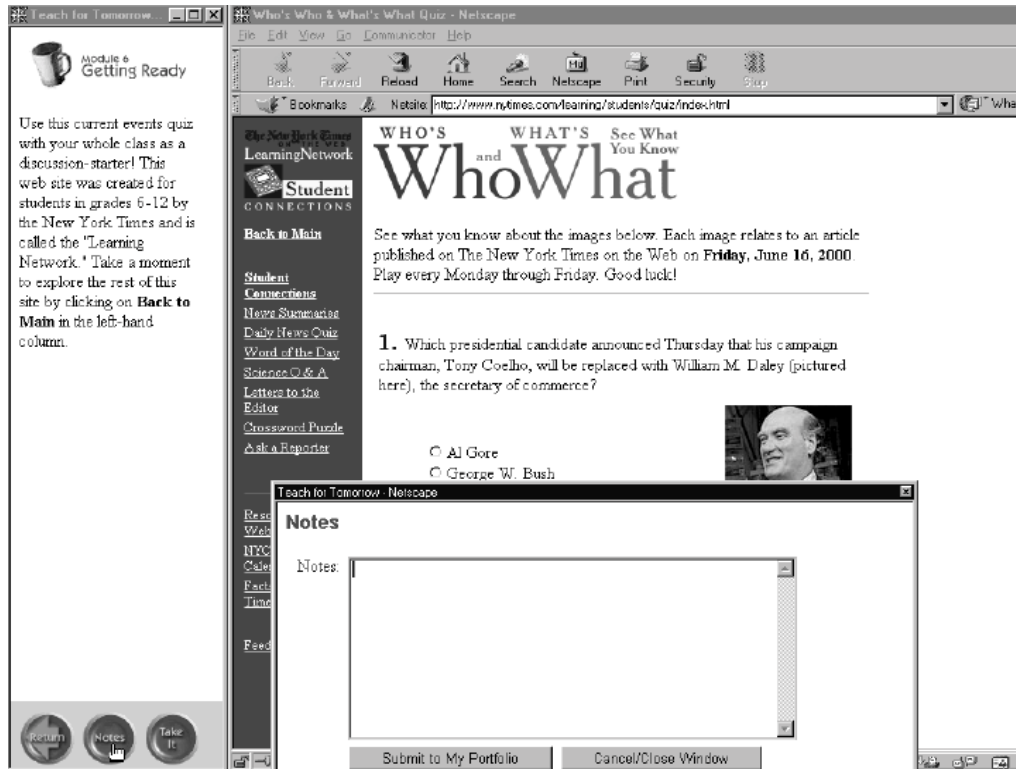 Teach for Tomorrow...
Module 6
Getting Ready
Use this current events quiz
with your whole class as a
discussion-starter! This
web site was created for
students in grades 6-12 by
the New York Times and is
called the "Learning
Network." Take a moment
to explore the rest of this
site by clicking on Back to
Main in the left-hand
column.
Return
Notes
Take
It
Who's Who & What's What Quiz - Netscape
File Edit View Go Communicator Help
Back Forward Reload Home Search Netscape Print Security Stop
Bookmarks Netsite: http://www.nytimes.com/learning/students/quiz/index.html
The New York Times
ON THE WEB
LearningNetwork
Student
CONNECTIONS
Back to Main
Student
Connections
News Summaries
Daily News Quiz
Word of the Day
Science Q & A
Letters to the
Editor
Crossword Puzzle
Ask a Reporter
WHO'S WHAT'S See What
You Know
Who and What
See what you know about the images below. Each image relates to an article
published on The New York Times on the Web on Friday, June 16, 2000.
Play every Monday through Friday. Good luck!
1. Which presidential candidate announced Thursday that his campaign
chairman, Tony Coelho, will be replaced with William M. Daley (pictured
here), the secretary of commerce?
Al Gore
George W. Bush
Teach for Tomorrow - Netscape
Notes
Notes:
Submit to My Portfolio
Cancel/Close Window